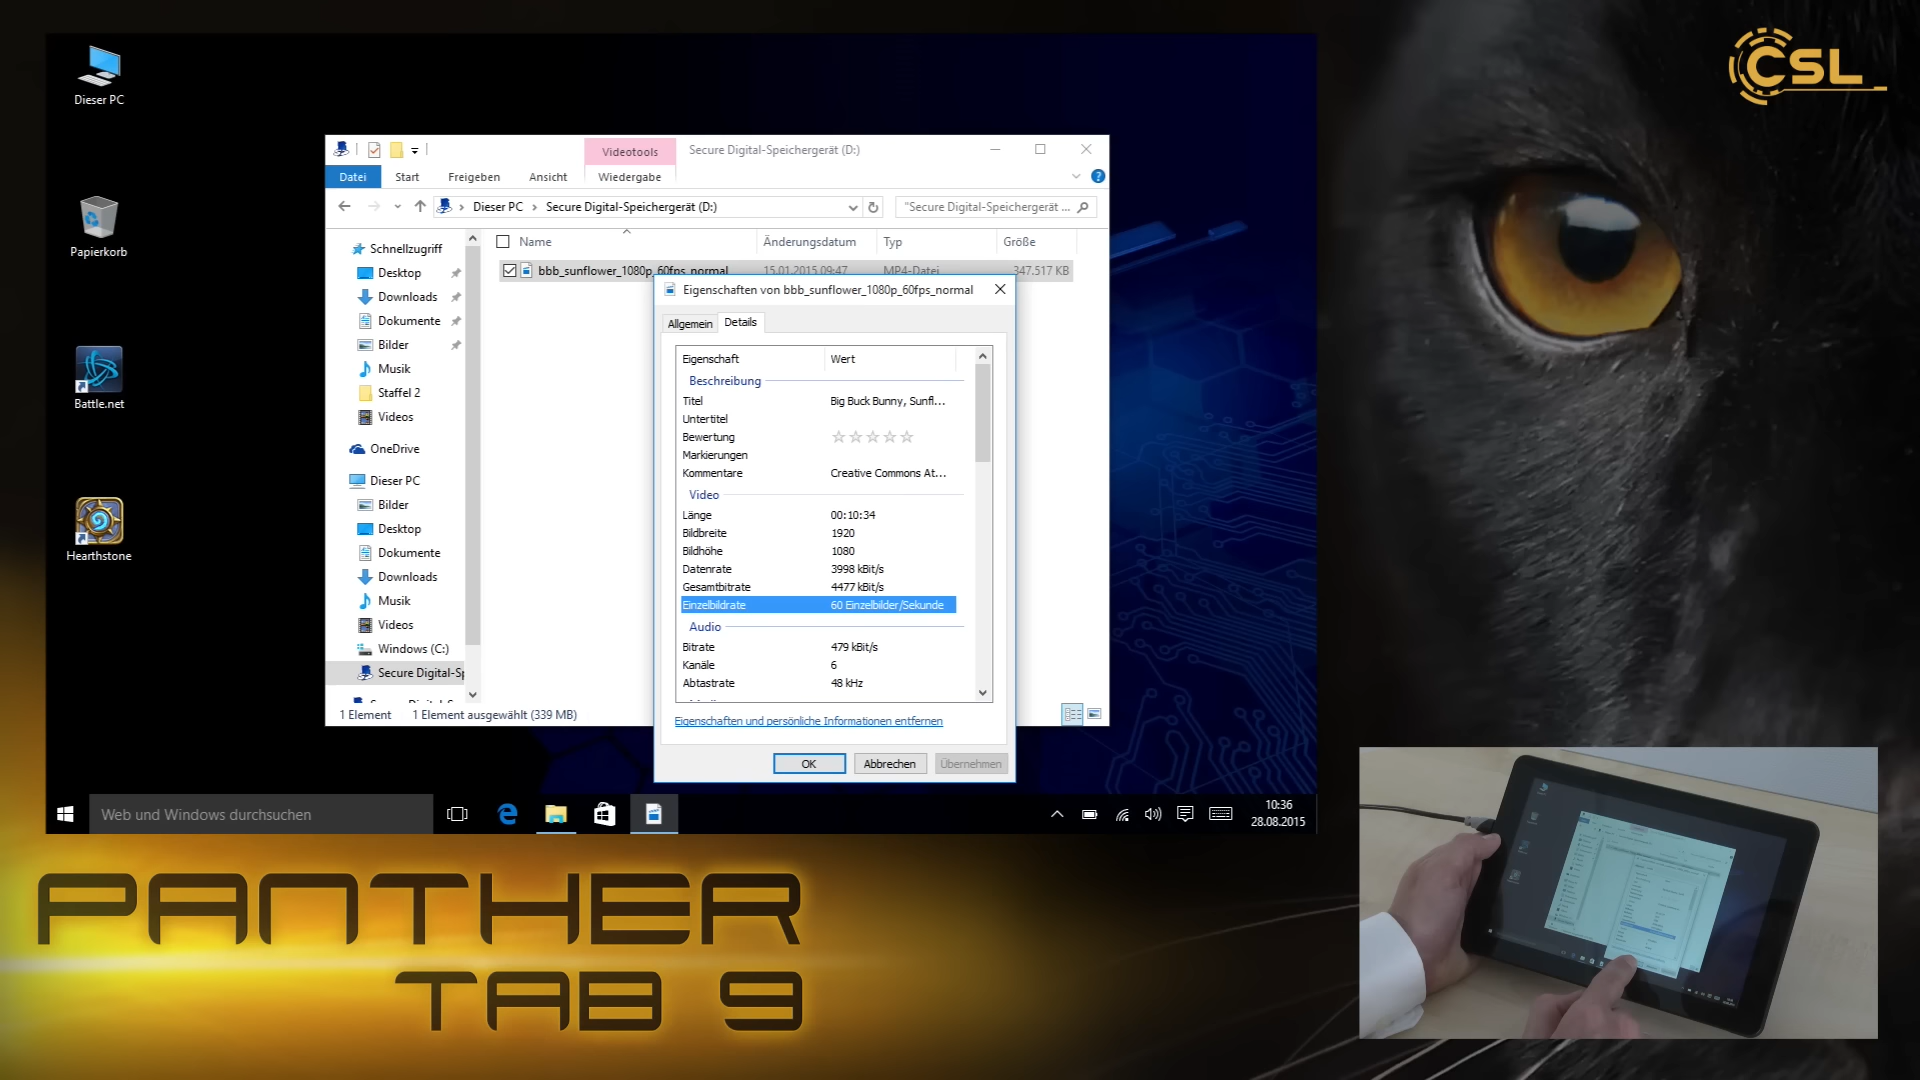 CSL
Dieser PC
Papierkorb
Battle.net
Hearthstone
Videotools
Secure Digital-Speichergerät (D:)
Datei
Start
Freigeben
Ansicht
Wiedergabe
Dieser PC
Secure Digital-Speichergerät (D:)
"Secure Digital-Speichergerät ...
Schnellzugriff
Desktop
Downloads
Dokumente
Bilder
Musik
Staffel 2
Videos
OneDrive
Dieser PC
Bilder
Desktop
Dokumente
Downloads
Musik
Videos
Windows (C:)
Secure Digital-Sp
Name
Änderungsdatum
Typ
Größe
bbb_sunflower_1080p_60fps_normal
15.01.2015 09:47
MP4-Datei
347.517 KB
1 Element
1 Element ausgewählt (339 MB)
Eigenschaften von bbb_sunflower_1080p_60fps_normal
Allgemein
Details
Eigenschaft
Wert
Beschreibung
Titel
Big Buck Bunny, Sunfl...
Untertitel
Bewertung
Markierungen
Kommentare
Creative Commons At...
Video
Länge
00:10:34
Bildbreite
1920
Bildhöhe
1080
Datenrate
3998 kBit/s
Gesamtbitrate
4477 kBit/s
Einzelbildrate
60 Einzelbilder/Sekunde
Audio
Bitrate
479 kBit/s
Kanäle
6
Abtastrate
48 kHz
Eigenschaften und persönliche Informationen entfernen
OK
Abbrechen
Übernehmen
Web und Windows durchsuchen
10:36
28.08.2015
PANTHER
TAB 9